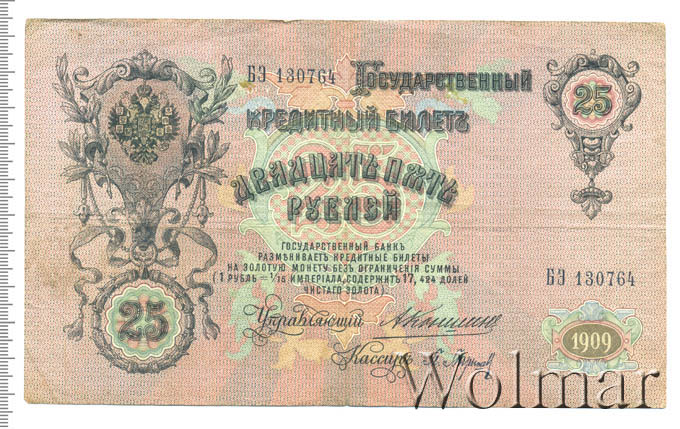 БЭ 130764 Государственный
25
Кредитный Билетъ
Двадцать пять
25
Рублей
Государственный банкъ
размѣниваетъ кредитные билеты
на золотую монету безъ ограниченія суммы
(1 рубль = 1/15 имперіала, содержитъ 17,424 долей
чистаго золота).
БЭ 130764
25
Управляющій
Кассиръ
1909
Wolmar